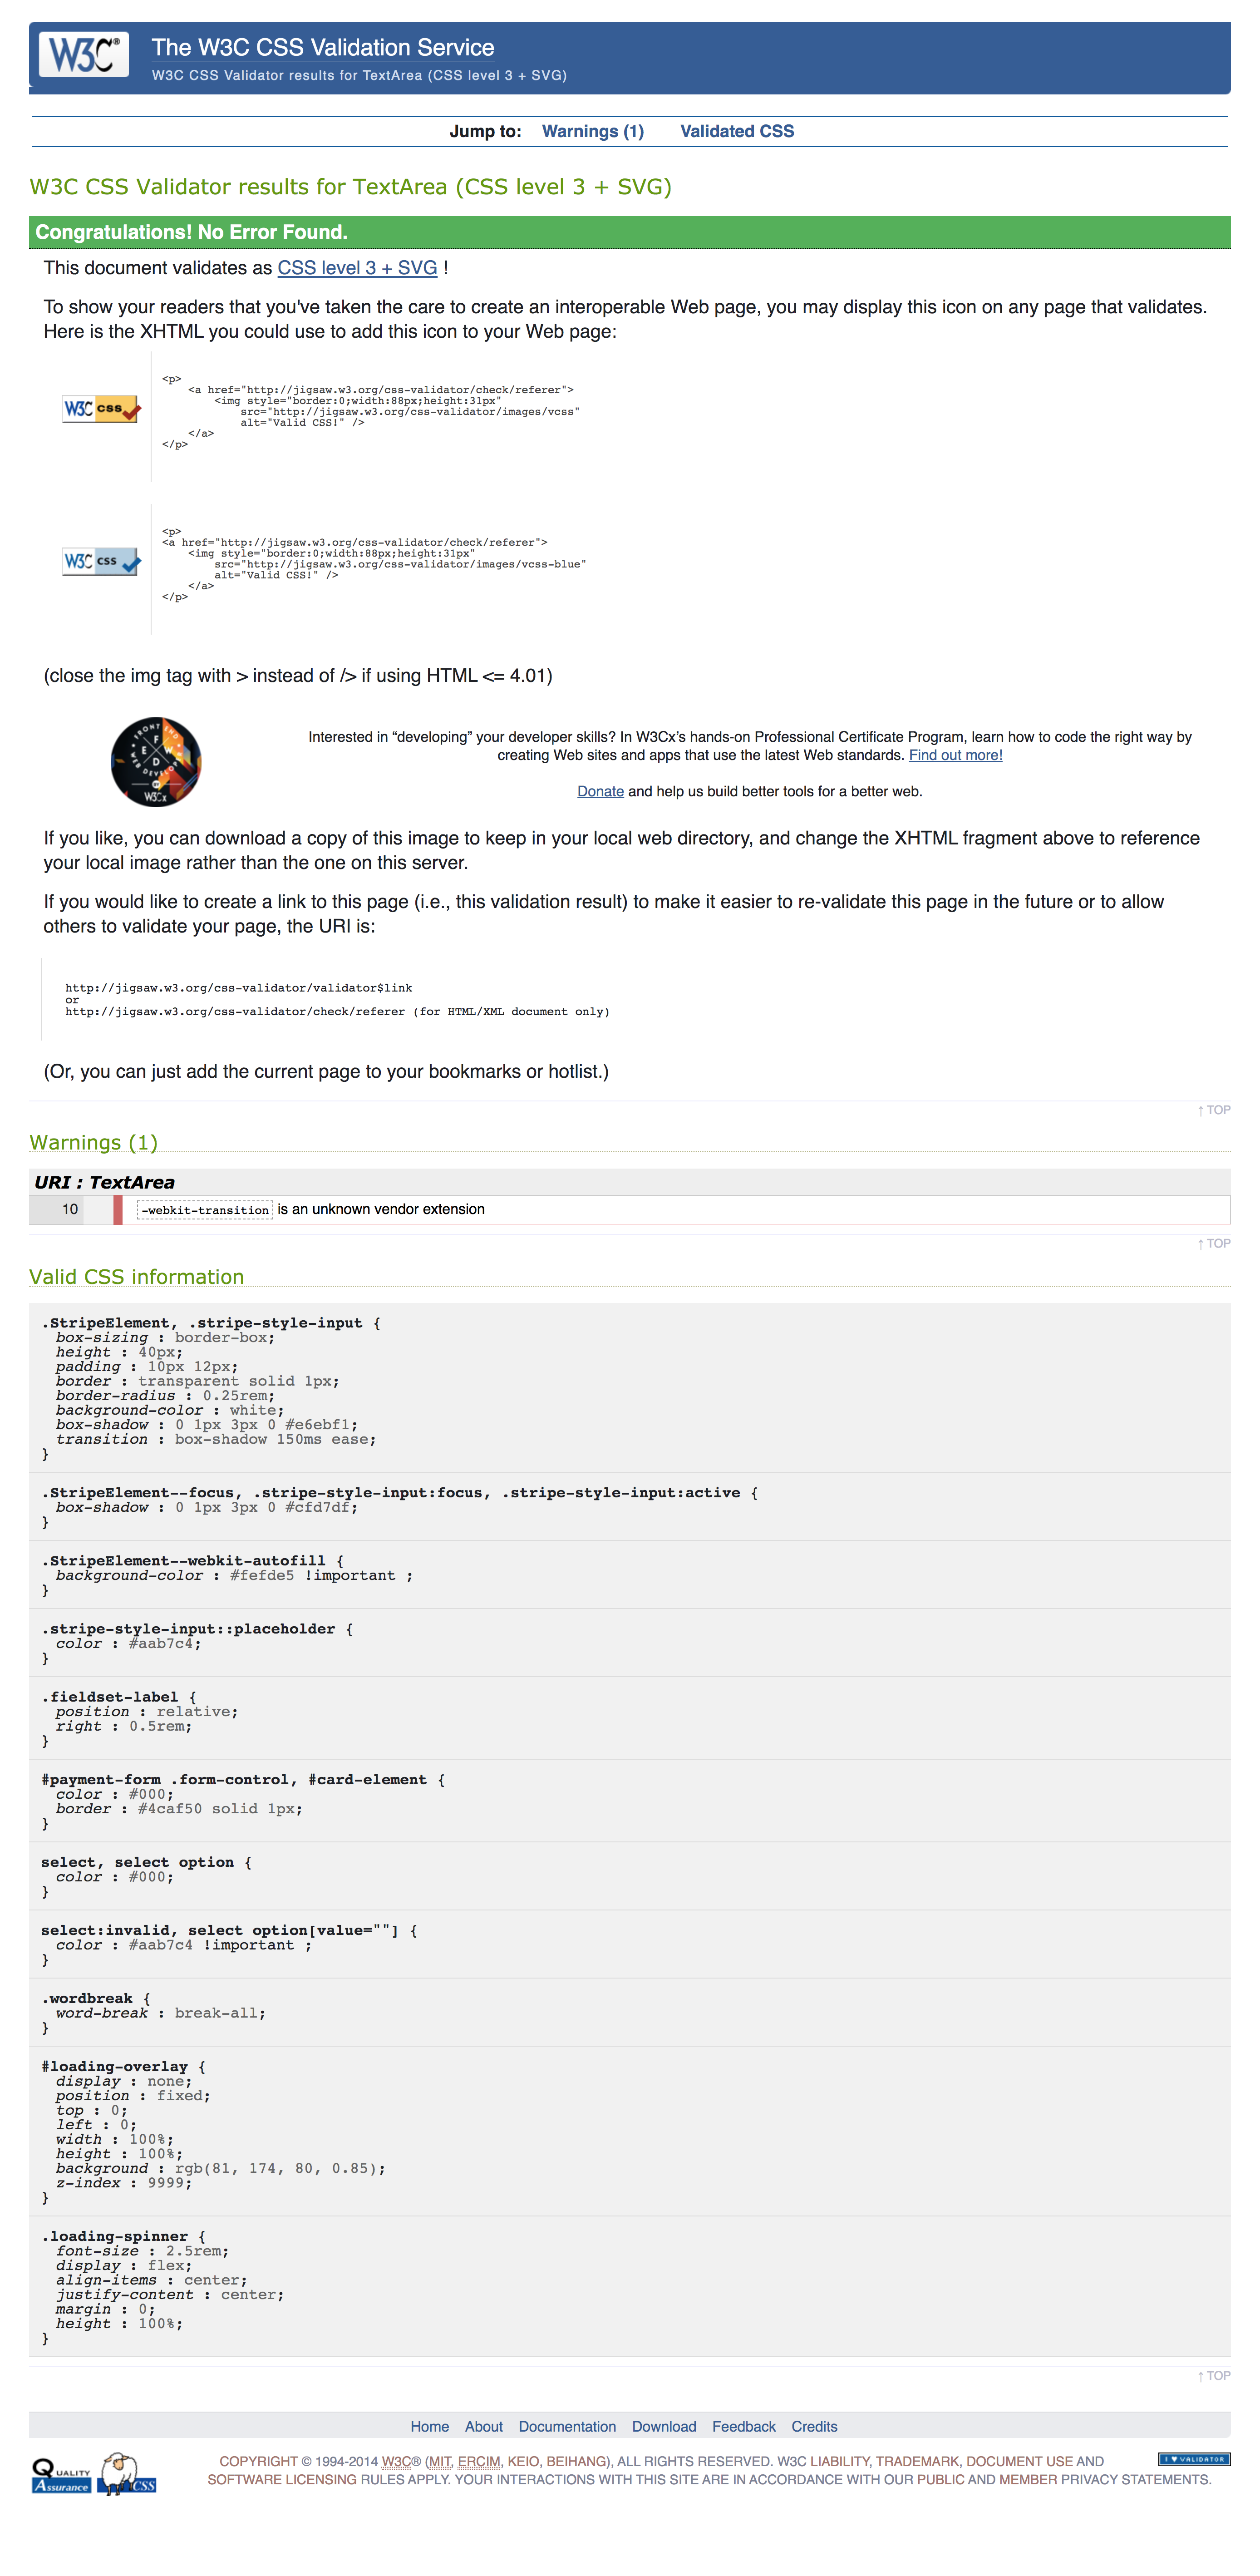 W3C®
The W3C CSS Validation Service
W3C CSS Validator results for TextArea (CSS level 3 + SVG)
Jump to: Warnings (1) Validated CSS
W3C CSS Validator results for TextArea (CSS level 3 + SVG)
Congratulations! No Error Found.
This document validates as CSS level 3 + SVG !
To show your readers that you've taken the care to create an interoperable Web page, you may display this icon on any page that validates.
Here is the XHTML you could use to add this icon to your Web page:
W3C css
<p>
<a href="http://jigsaw.w3.org/css-validator/check/referer">
<img style="border:0;width:88px;height:31px"
src="http://jigsaw.w3.org/css-validator/images/vcss"
alt="Valid CSS!" />
</a>
</p>
W3C css
<p>
<a href="http://jigsaw.w3.org/css-validator/check/referer">
<img style="border:0;width:88px;height:31px"
src="http://jigsaw.w3.org/css-validator/images/vcss-blue"
alt="Valid CSS!" />
</a>
</p>
(close the img tag with > instead of /> if using HTML <= 4.01)
FRONT END
E F
W D
WEB DEVELOPER
W3Cx
Interested in “developing” your developer skills? In W3Cx’s hands-on Professional Certificate Program, learn how to code the right way by
creating Web sites and apps that use the latest Web standards. Find out more!
Donate and help us build better tools for a better web.
If you like, you can download a copy of this image to keep in your local web directory, and change the XHTML fragment above to reference
your local image rather than the one on this server.
If you would like to create a link to this page (i.e., this validation result) to make it easier to re-validate this page in the future or to allow
others to validate your page, the URI is:
http://jigsaw.w3.org/css-validator/validator$link
or
http://jigsaw.w3.org/css-validator/check/referer (for HTML/XML document only)
(Or, you can just add the current page to your bookmarks or hotlist.)
↑ TOP
Warnings (1)
URI : TextArea
10 -webkit-transition is an unknown vendor extension
↑ TOP
Valid CSS information
.StripeElement, .stripe-style-input {
box-sizing : border-box;
height : 40px;
padding : 10px 12px;
border : transparent solid 1px;
border-radius : 0.25rem;
background-color : white;
box-shadow : 0 1px 3px 0 #e6ebf1;
transition : box-shadow 150ms ease;
}
.StripeElement--focus, .stripe-style-input:focus, .stripe-style-input:active {
box-shadow : 0 1px 3px 0 #cfd7df;
}
.StripeElement--webkit-autofill {
background-color : #fefde5 !important ;
}
.stripe-style-input::placeholder {
color : #aab7c4;
}
.fieldset-label {
position : relative;
right : 0.5rem;
}
#payment-form .form-control, #card-element {
color : #000;
border : #4caf50 solid 1px;
}
select, select option {
color : #000;
}
select:invalid, select option[value=""] {
color : #aab7c4 !important ;
}
.wordbreak {
word-break : break-all;
}
#loading-overlay {
display : none;
position : fixed;
top : 0;
left : 0;
width : 100%;
height : 100%;
background : rgb(81, 174, 80, 0.85);
z-index : 9999;
}
.loading-spinner {
font-size : 2.5rem;
display : flex;
align-items : center;
justify-content : center;
margin : 0;
height : 100%;
}
↑ TOP
Home About Documentation Download Feedback Credits
QUALITY
Assurance
CSS
COPYRIGHT © 1994-2014 W3C® (MIT, ERCIM, KEIO, BEIHANG), ALL RIGHTS RESERVED. W3C LIABILITY, TRADEMARK, DOCUMENT USE AND
SOFTWARE LICENSING RULES APPLY. YOUR INTERACTIONS WITH THIS SITE ARE IN ACCORDANCE WITH OUR PUBLIC AND MEMBER PRIVACY STATEMENTS.
I ♥ VALIDATOR